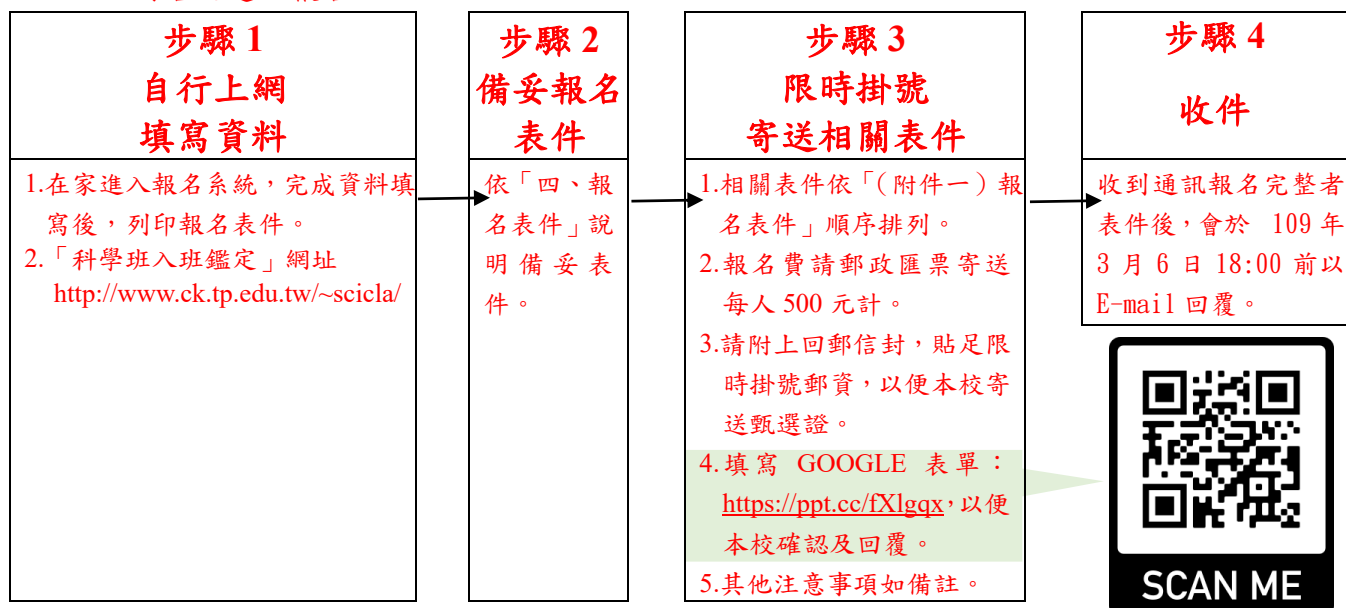 步驟 1
自行上網
填寫資料
1.在家進入報名系統，完成資料填
寫後，列印報名表件。
2.「科學班入班鑑定」網址
http://www.ck.tp.edu.tw/~scicla/
步驟 2
備妥報名
表件
依「四、報
名表件」說
明備妥表
件。
步驟 3
限時掛號
寄送相關表件
1.相關表件依「（附件一）報
名表件」順序排列。
2.報名費請郵政匯票寄送
每人 500 元計。
3.請附上回郵信封，貼足限
時掛號郵資，以便本校寄
送甄選證。
4.填寫 GOOGLE 表單：
https://ppt.cc/fXlgqx，以便
本校確認及回覆。
5.其他注意事項如備註。
步驟 4
收件
收到通訊報名完整者
表件後，會於 109 年
3 月 6 日 18:00 前以
E-mail 回覆。
SCAN ME